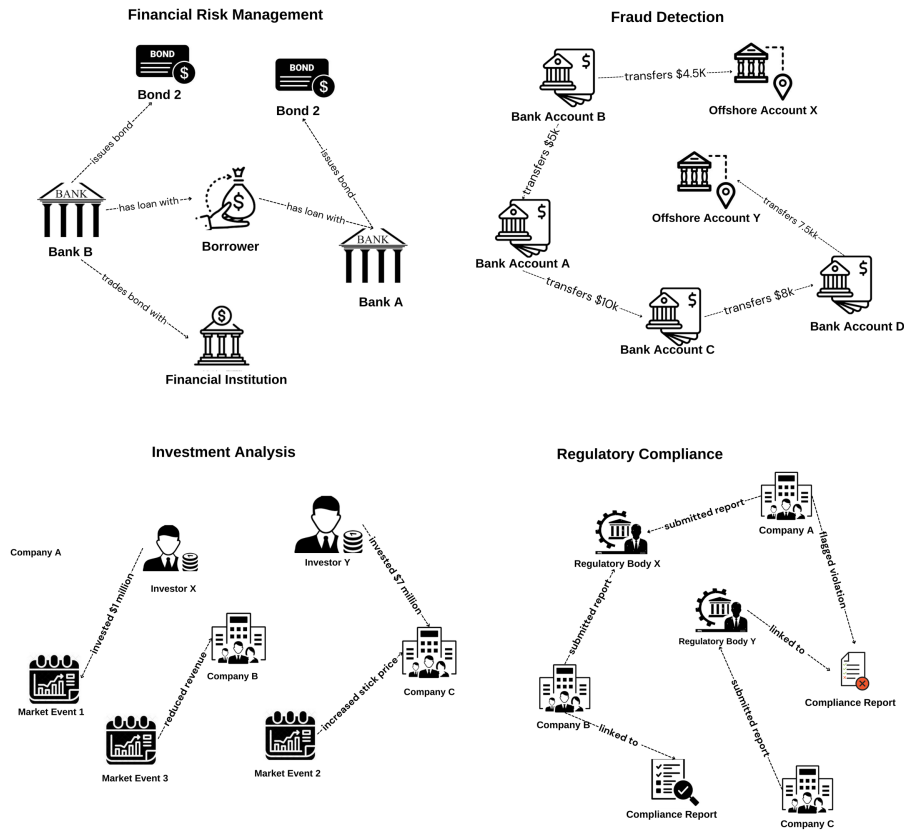 Financial Risk Management
BOND
$
Bond 2
BOND
$
Bond 2
issues bond
issues bond
BANK
Bank B
has loan with
$
Borrower
has loan with
BANK
Bank A
trades bond with
$
Financial Institution
Fraud Detection
$
Bank Account B
transfers $4.5K
Offshore Account X
transfers $5k
Offshore Account Y
$
Bank Account A
transfers 7.5kk
transfers $10k
$
Bank Account C
transfers $8k
$
Bank Account D
Investment Analysis
Company A
Investor X
Investor Y
invested $1 million
invested $7 million
Market Event 1
reduced revenue
Company B
Company C
increased stick price
Market Event 3
Market Event 2
Regulatory Compliance
Company A
submitted report
Regulatory Body X
flagged violation
submitted report
Regulatory Body Y
linked to
Compliance Report
Company B
linked to
submitted report
Compliance Report
Company C